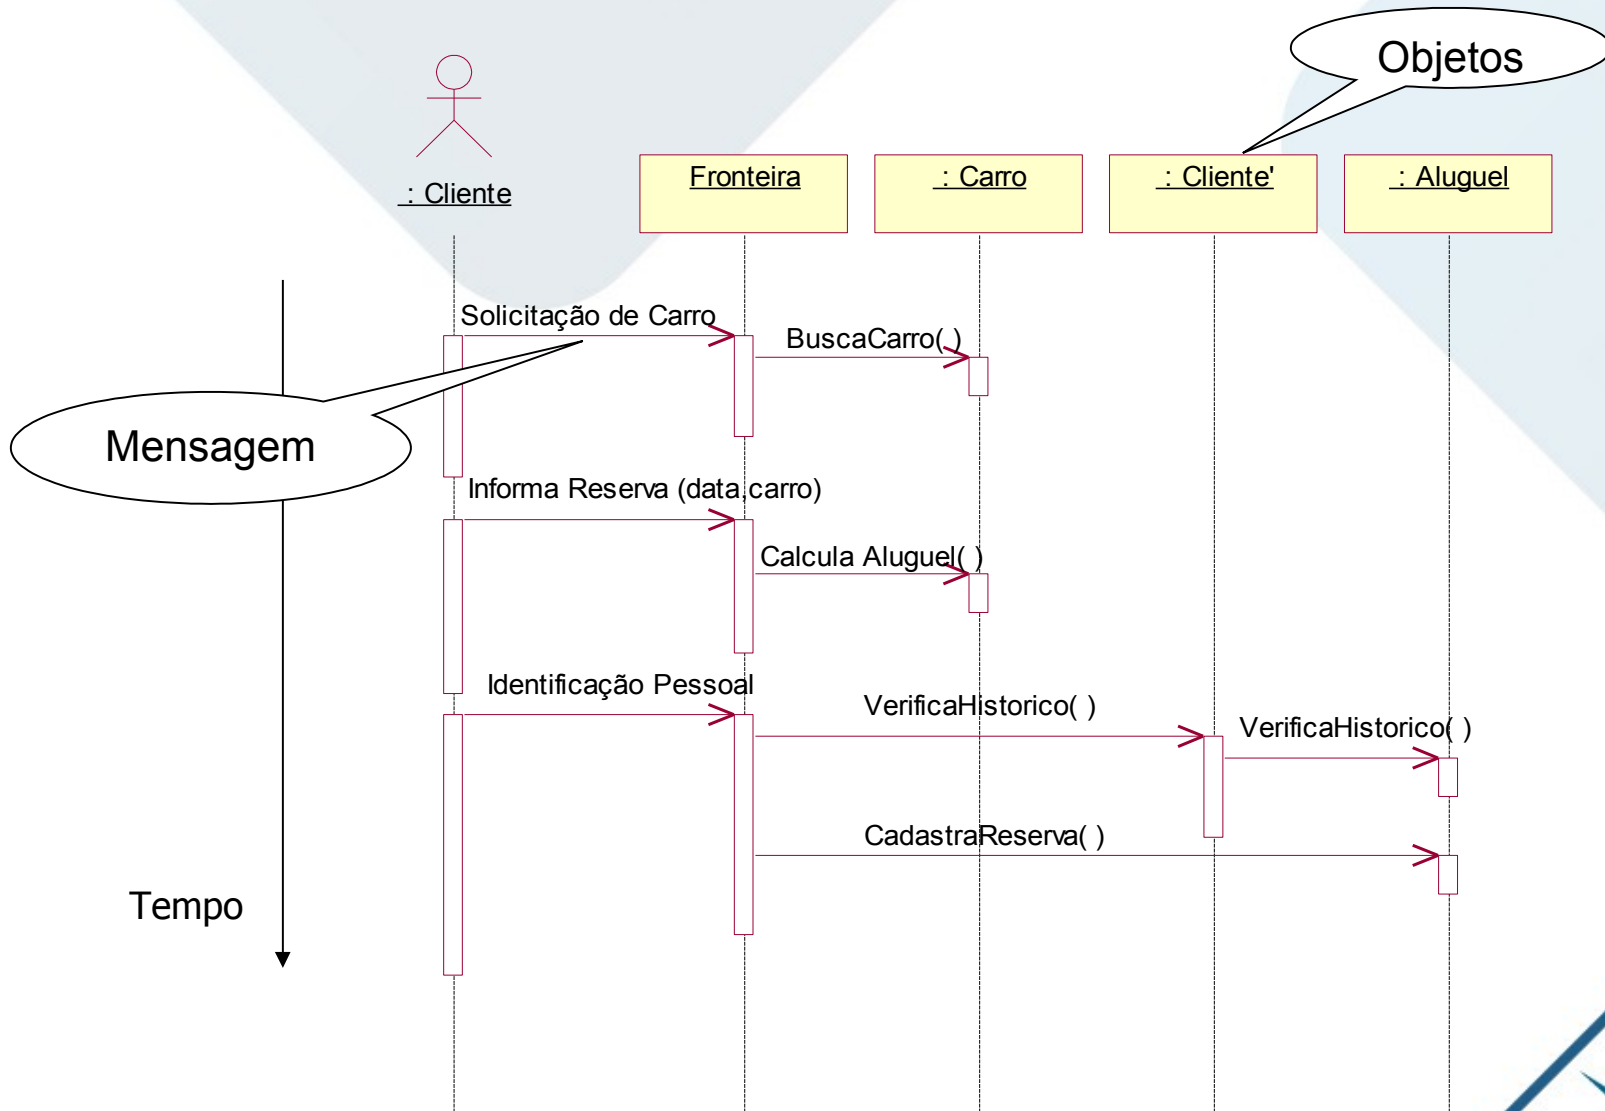 Objetos
: Cliente
Fronteira
: Carro
: Cliente'
: Aluguel
Solicitação de Carro
BuscaCarro( )
Mensagem
Informa Reserva (data,carro)
Calcula Aluguel( )
Identificação Pessoal
VerificaHistorico( )
VerificaHistorico( )
CadastraReserva( )
Tempo